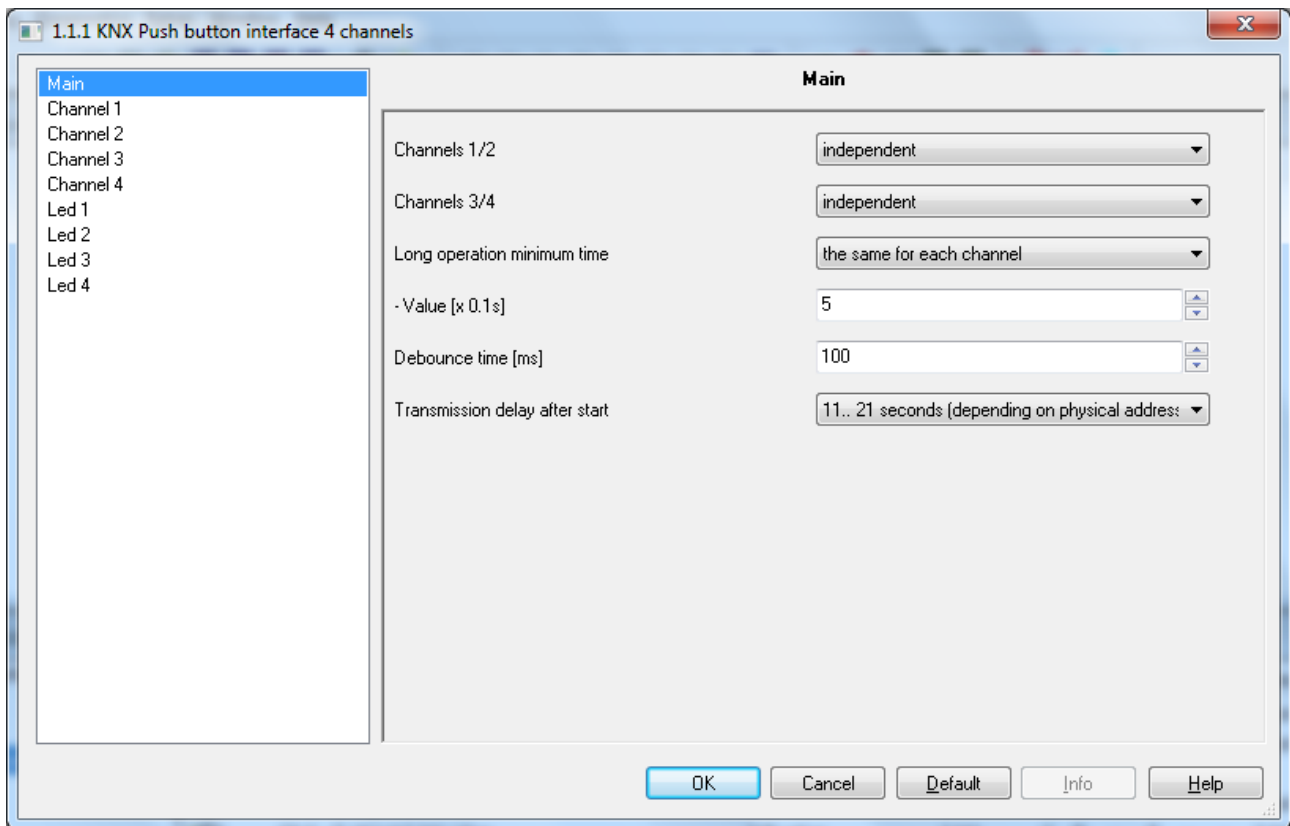 1.1.1 KNX Push button interface 4 channels
Main
Channel 1
Channel 2
Channel 3
Channel 4
Led 1
Led 2
Led 3
Led 4
Main
Channels 1/2 independent
Channels 3/4 independent
Long operation minimum time the same for each channel
- Value [x 0.1s] 5
Debounce time [ms] 100
Transmission delay after start 11.. 21 seconds (depending on physical address
OK Cancel Default Info Help